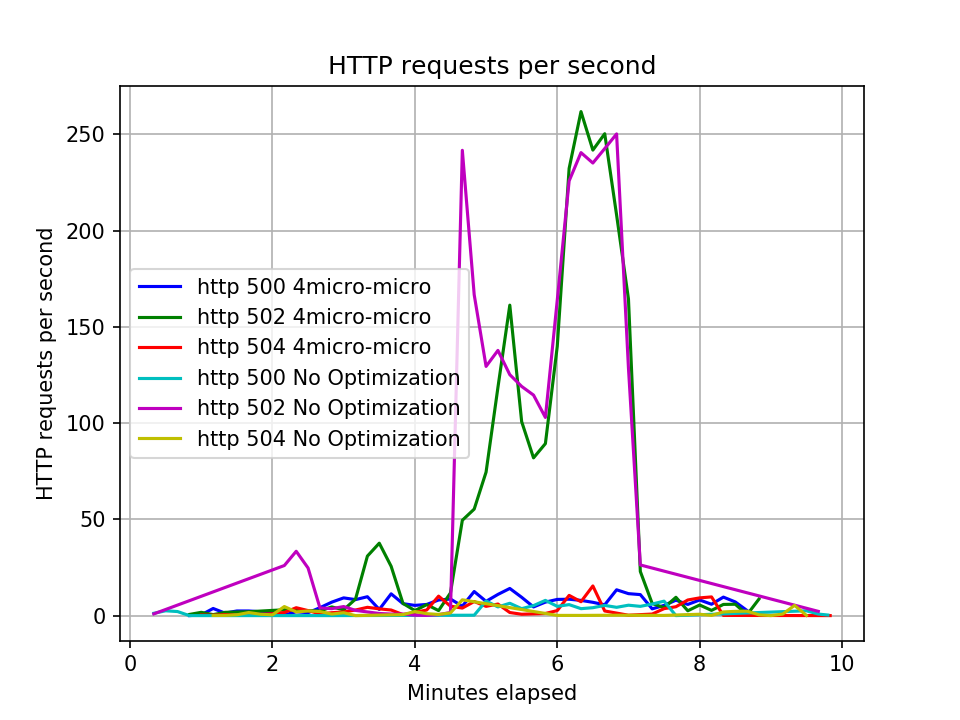 HTTP requests per second
HTTP requests per second
250
200
150
100
50
0
http 500 4micro-micro
http 502 4micro-micro
http 504 4micro-micro
http 500 No Optimization
http 502 No Optimization
http 504 No Optimization
0 2 4 6 8 10
Minutes elapsed